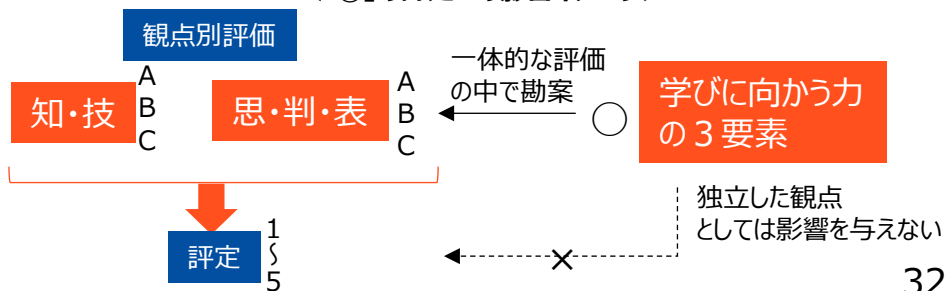 観点別評価
知・技
A
B
C
思・判・表
A
B
C
一体的な評価
の中で勘案
○
学びに向かう力
の3要素
独立した観点
としては影響を与えない
×
評定
1
〜
5
32